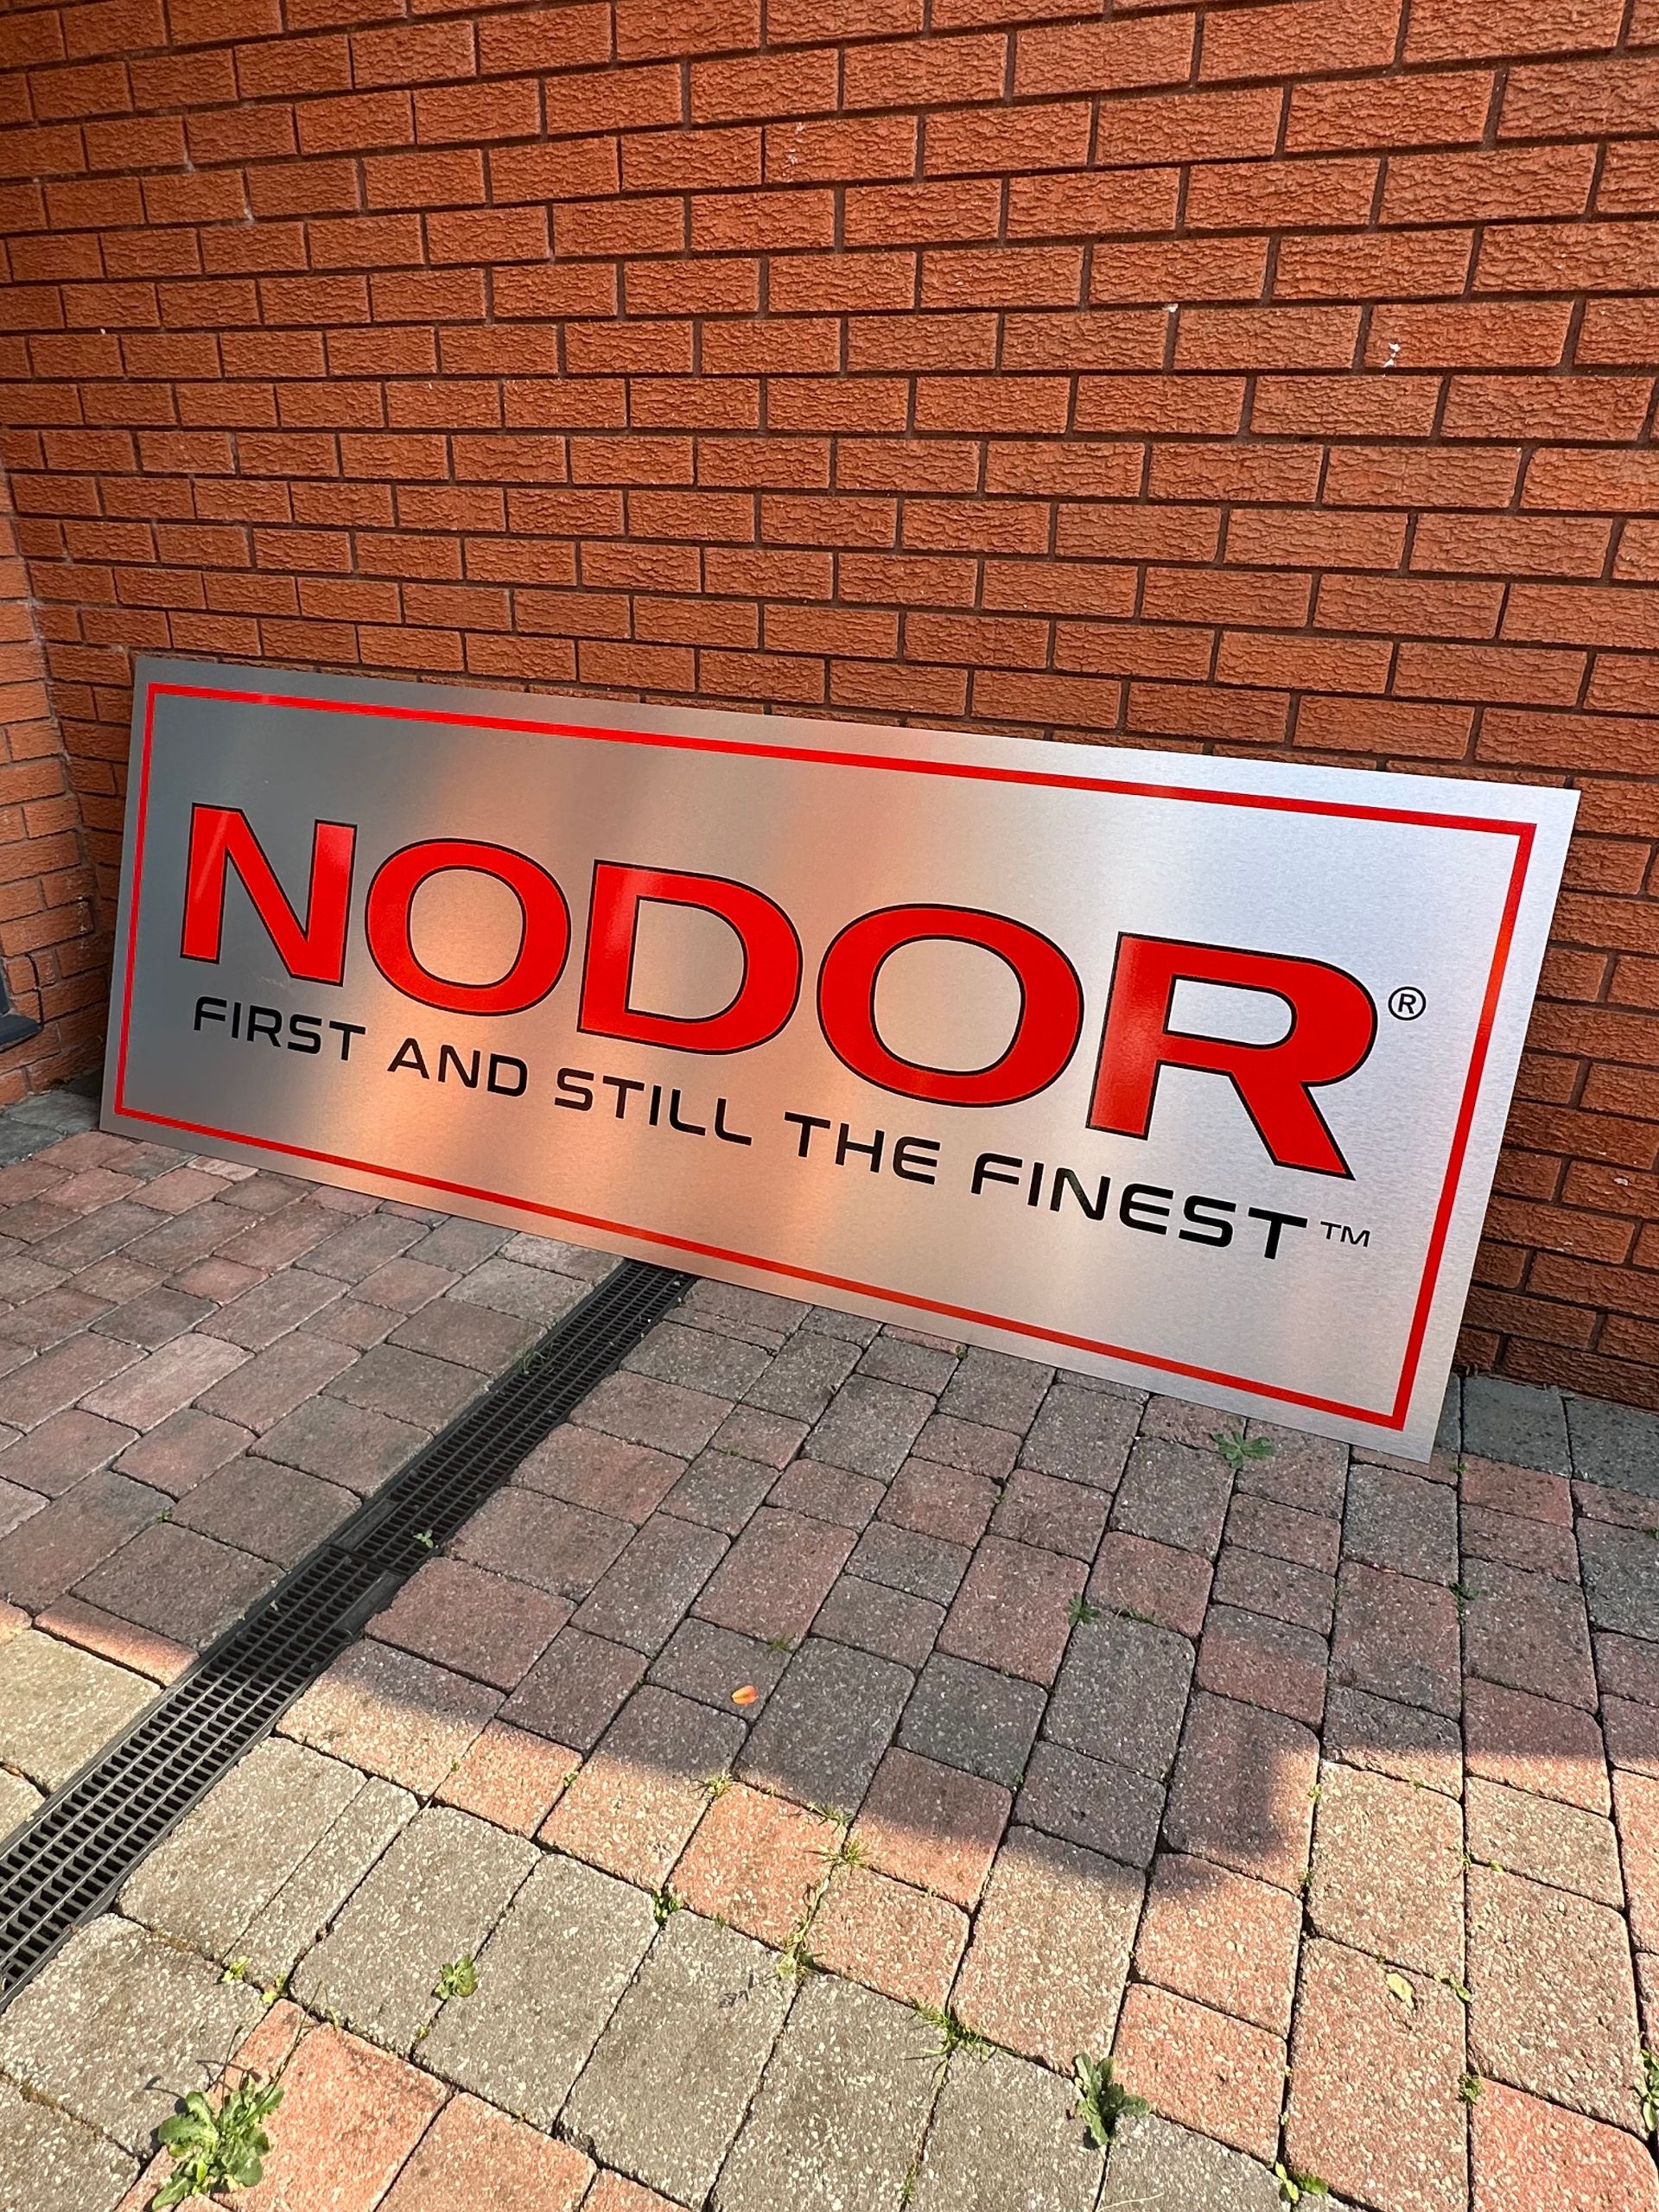 NODOR®
FIRST AND STILL THE FINEST™